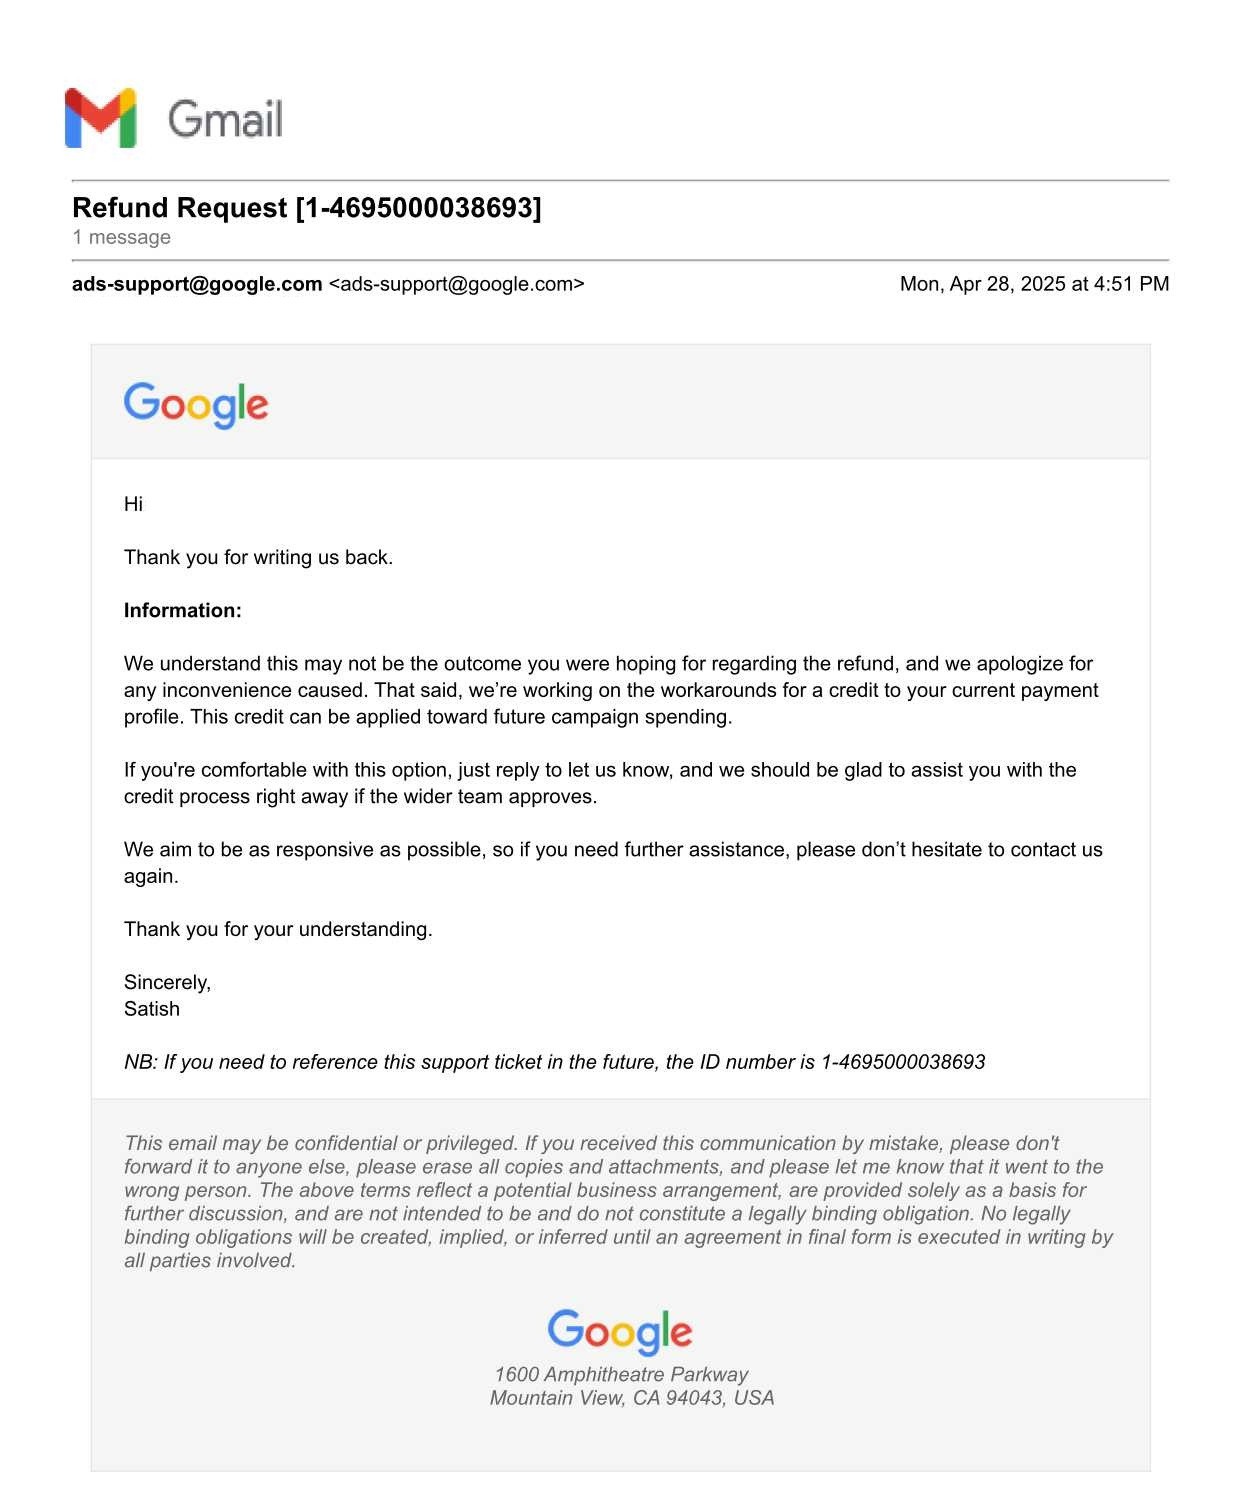 Gmail
Refund Request [1-4695000038693]
1 message
ads-support@google.com <ads-support@google.com>
Mon, Apr 28, 2025 at 4:51 PM
Google
Hi
Thank you for writing us back.
Information:
We understand this may not be the outcome you were hoping for regarding the refund, and we apologize for
any inconvenience caused. That said, we’re working on the workarounds for a credit to your current payment
profile. This credit can be applied toward future campaign spending.
If you're comfortable with this option, just reply to let us know, and we should be glad to assist you with the
credit process right away if the wider team approves.
We aim to be as responsive as possible, so if you need further assistance, please don’t hesitate to contact us
again.
Thank you for your understanding.
Sincerely,
Satish
NB: If you need to reference this support ticket in the future, the ID number is 1-4695000038693
This email may be confidential or privileged. If you received this communication by mistake, please don't
forward it to anyone else, please erase all copies and attachments, and please let me know that it went to the
wrong person. The above terms reflect a potential business arrangement, are provided solely as a basis for
further discussion, and are not intended to be and do not constitute a legally binding obligation. No legally
binding obligations will be created, implied, or inferred until an agreement in final form is executed in writing by
all parties involved.
Google
1600 Amphitheatre Parkway
Mountain View, CA 94043, USA